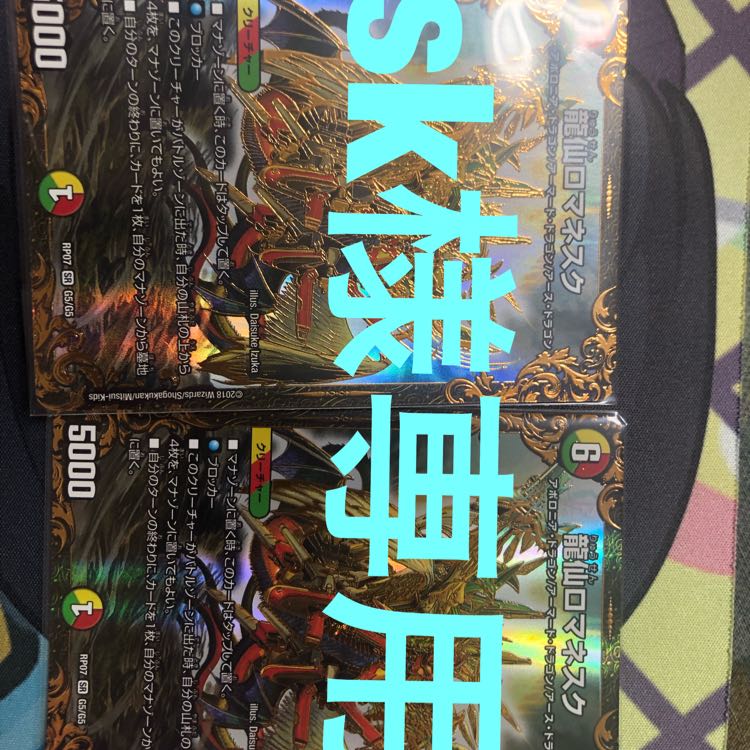 sk様専用
龍仙ロマネスク
アポロニア・ドラゴン/アーマード・ドラゴン/アース・ドラゴン
クリーチャー
■マナゾーンに置く時、このカードはタップして置く。
ブロッカー
■このクリーチャーがバトルゾーンに出た時、自分の山札の上から
4枚を、マナゾーンに置いてもよい。
■自分のターンの終わりに、カードを1枚、自分のマナゾーンから墓地
に置く。
illus. Daisuke Izuka
5000
1
RP07 SR G5/G5
©2018 Wizards/Shogakukan/Mitsui-Kids
6
りゅうせん
龍仙ロマネスク
アポロニア・ドラゴン/アーマード・ドラゴン/アース・ドラゴン
クリーチャー
■マナゾーンに置く時、このカードはタップして置く。
ブロッカー
■このクリーチャーがバトルゾーンに出た時、自分の山札の
4枚を、マナゾーンに置いてもよい。
■自分のターンの終わりに、カードを1枚、自分のマナゾーンか
に置く。
illus. Da
5000
1
RP07 SR G5/G5